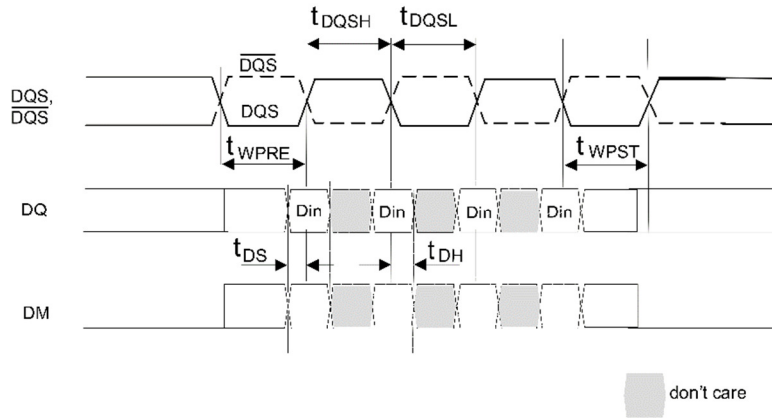 tDQSH tDQSL
DQS
DQS,
DQS
DQS
tWPRE tWPST
DQ Din Din Din Din
tDS tDH
DM
don't care